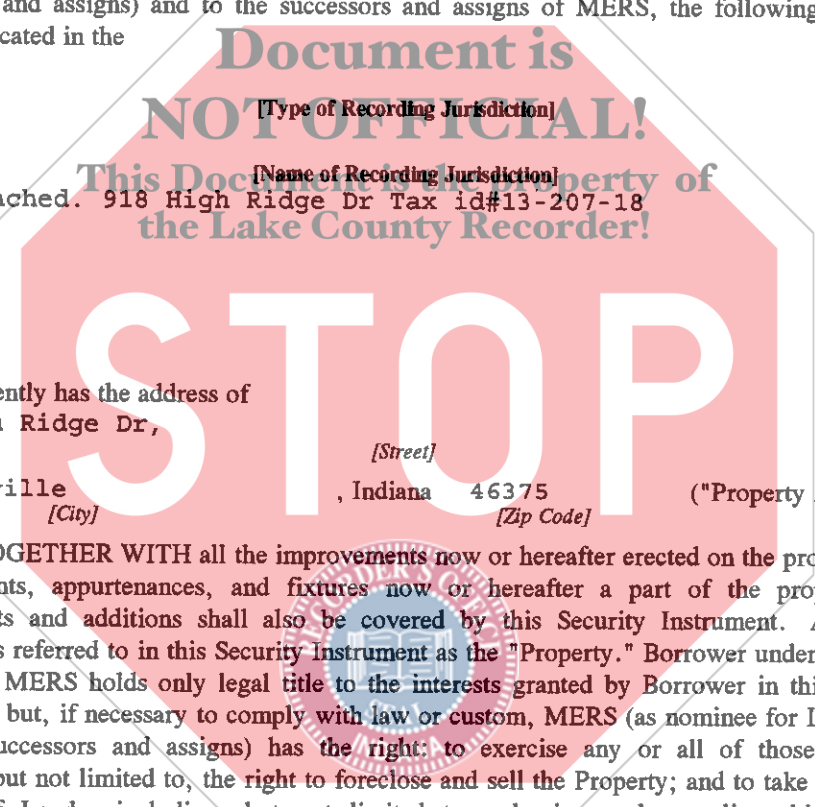 and assigns) and to the successors and assigns of MERS, the following
cated in the
Document is
[Type of Recording Jurisdiction]
NOT OFFICIAL!
[Name of Recording Jurisdiction]
This Document is the property of
ached. 918 High Ridge Dr Tax id#13-207-18
the Lake County Recorder!
STOP
ently has the address of
Ridge Dr,
[Street]
ville , Indiana 46375 ("Property
[City] [Zip Code]
OGETHER WITH all the improvements now or hereafter erected on the pro
nts, appurtenances, and fixtures now or hereafter a part of the prop
ts and additions shall also be covered by this Security Instrument.
s referred to in this Security Instrument as the "Property." Borrower under
MERS holds only legal title to the interests granted by Borrower in thi
but, if necessary to comply with law or custom, MERS (as nominee for L
uccessors and assigns) has the right: to exercise any or all of those
out not limited to, the right to foreclose and sell the Property; and to take
RECORDER'S OFFICE
SEAL